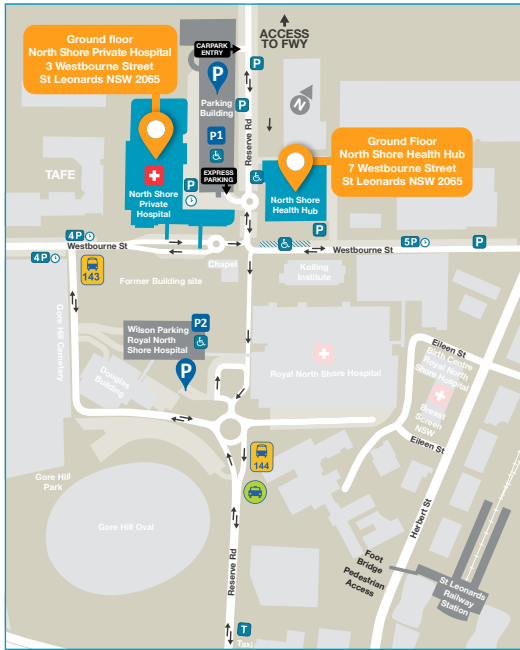 ACCESS
TO FWY
Ground floor
North Shore Private Hospital
3 Westbourne Street
St Leonards NSW 2065
CARPARK
ENTRY
P
P
Parking
Building
P
P1
N
Reserve Rd
Ground Floor
North Shore Health Hub
7 Westbourne Street
St Leonards NSW 2065
TAFE
EXPRESS
PARKING
North Shore
Private
Hospital
P
North Shore
Health Hub
P
4P
Westbourne St
4P
143
Westbourne St
5P
P
Chapel
Kolling
Institute
Former Building site
Gore Hill Cemetery
Wilson Parking
Royal North
Shore Hospital
P2
P
Douglas
Building
Royal North Shore Hospital
Eileen St
Birth Centre
Royal North
Shore Hospital
Breast
Screen
NSW
Eileen St
144
Gore Hill
Park
Gore Hill Oval
Reserve Rd
Herbert St
Foot
Bridge
Pedestrian
Access
St Leonards
Railway
Station
T
Taxi